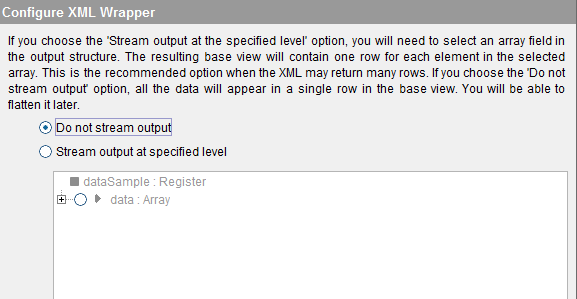 Configure XML Wrapper
If you choose the 'Stream output at the specified level' option, you will need to select an array field in
the output structure. The resulting base view will contain one row for each element in the selected
array. This is the recommended option when the XML may return many rows. If you choose the 'Do not
stream output' option, all the data will appear in a single row in the base view. You will be able to
flatten it later.
Do not stream output
Stream output at specified level
dataSample : Register
data : Array